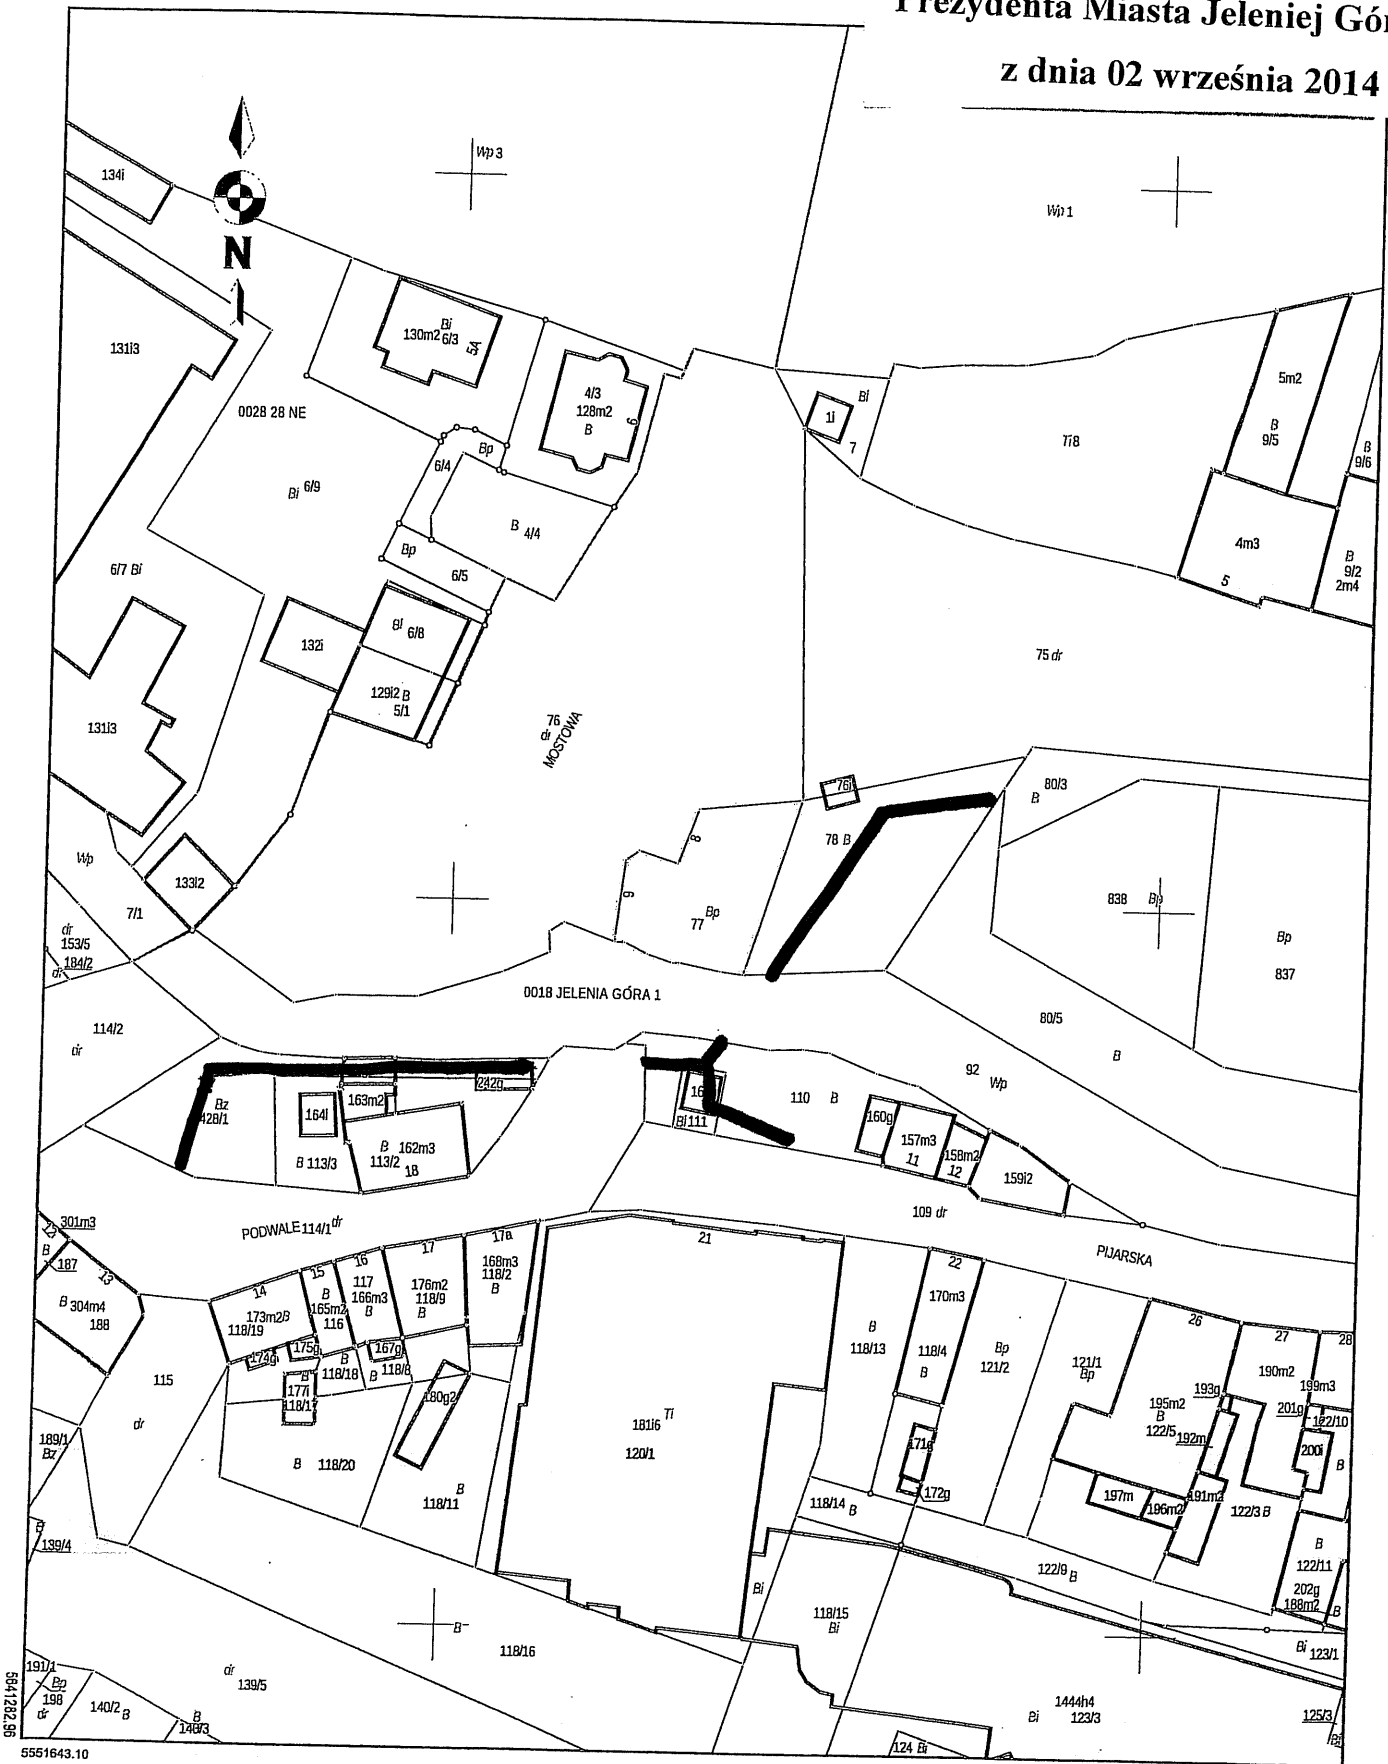 Prezydenta Miasta Jeleniej Gór
z dnia 02 września 2014
Wp 3
134i
Wp 1
N
Bi
130m2 6/3
5A
131i3
5m2
4/3
128m2
B
6
Bi
1i
7
0028 28 NE
Ti8
B
9/5
B
9/6
Bp
6/4
Bi 6/9
B 4/4
4m3
5
Bp
6/5
B
9/2
2m4
6/7 Bi
Bi 6/8
132i
75 dr
129i2 B
5/1
76
dr
MOSTOWA
131i3
76i
80/3
B
8
78 B
Wp
133i2
6
838 Bp
7/1
77 Bp
dr
153/5
184/2
dr
Bp
837
0018 JELENIA GÓRA 1
80/5
114/2
dr
B
92
Wp
242g
Bz
428/1
164i
163m2
110 B
160g
Bi 111
157m3
11
158m2
12
B 162m3
113/2
18
B 113/3
159i2
109 dr
PODWALE 114/1 dr
301m3
12
B
187
13
PIJARSKA
21
17a
17
16
15
14
168m3
118/2
B
22
117
166m3
B
176m2
118/9
B
B
165m2
116
170m3
B 304m4
188
173m2 B
118/19
26
27
28
B
118/13
118/4
B
Bp
121/2
121/1
Bp
175g
167g
174g
B
118/18
B 118/8
190m2
199m3
193g
195m2
B
122/5
192m
201g
122/10
115
B
177i
118/17
180g2
dr
181i6 Ti
120/1
171g
200i
B
189/1
Bz
B 118/20
B
118/11
172g
118/14 B
197m
196m2
191m2
122/3 B
B
139/4
B
122/11
202g
188m2
B
122/9 B
Bi
118/15
Bi
B
118/16
Bi 123/1
191/1
Bp
198
dr
dr
139/5
140/2 B
B
140/3
1444h4
Bi 123/3
125/3
Bi
124 Bi
5641282.96
5551643.10